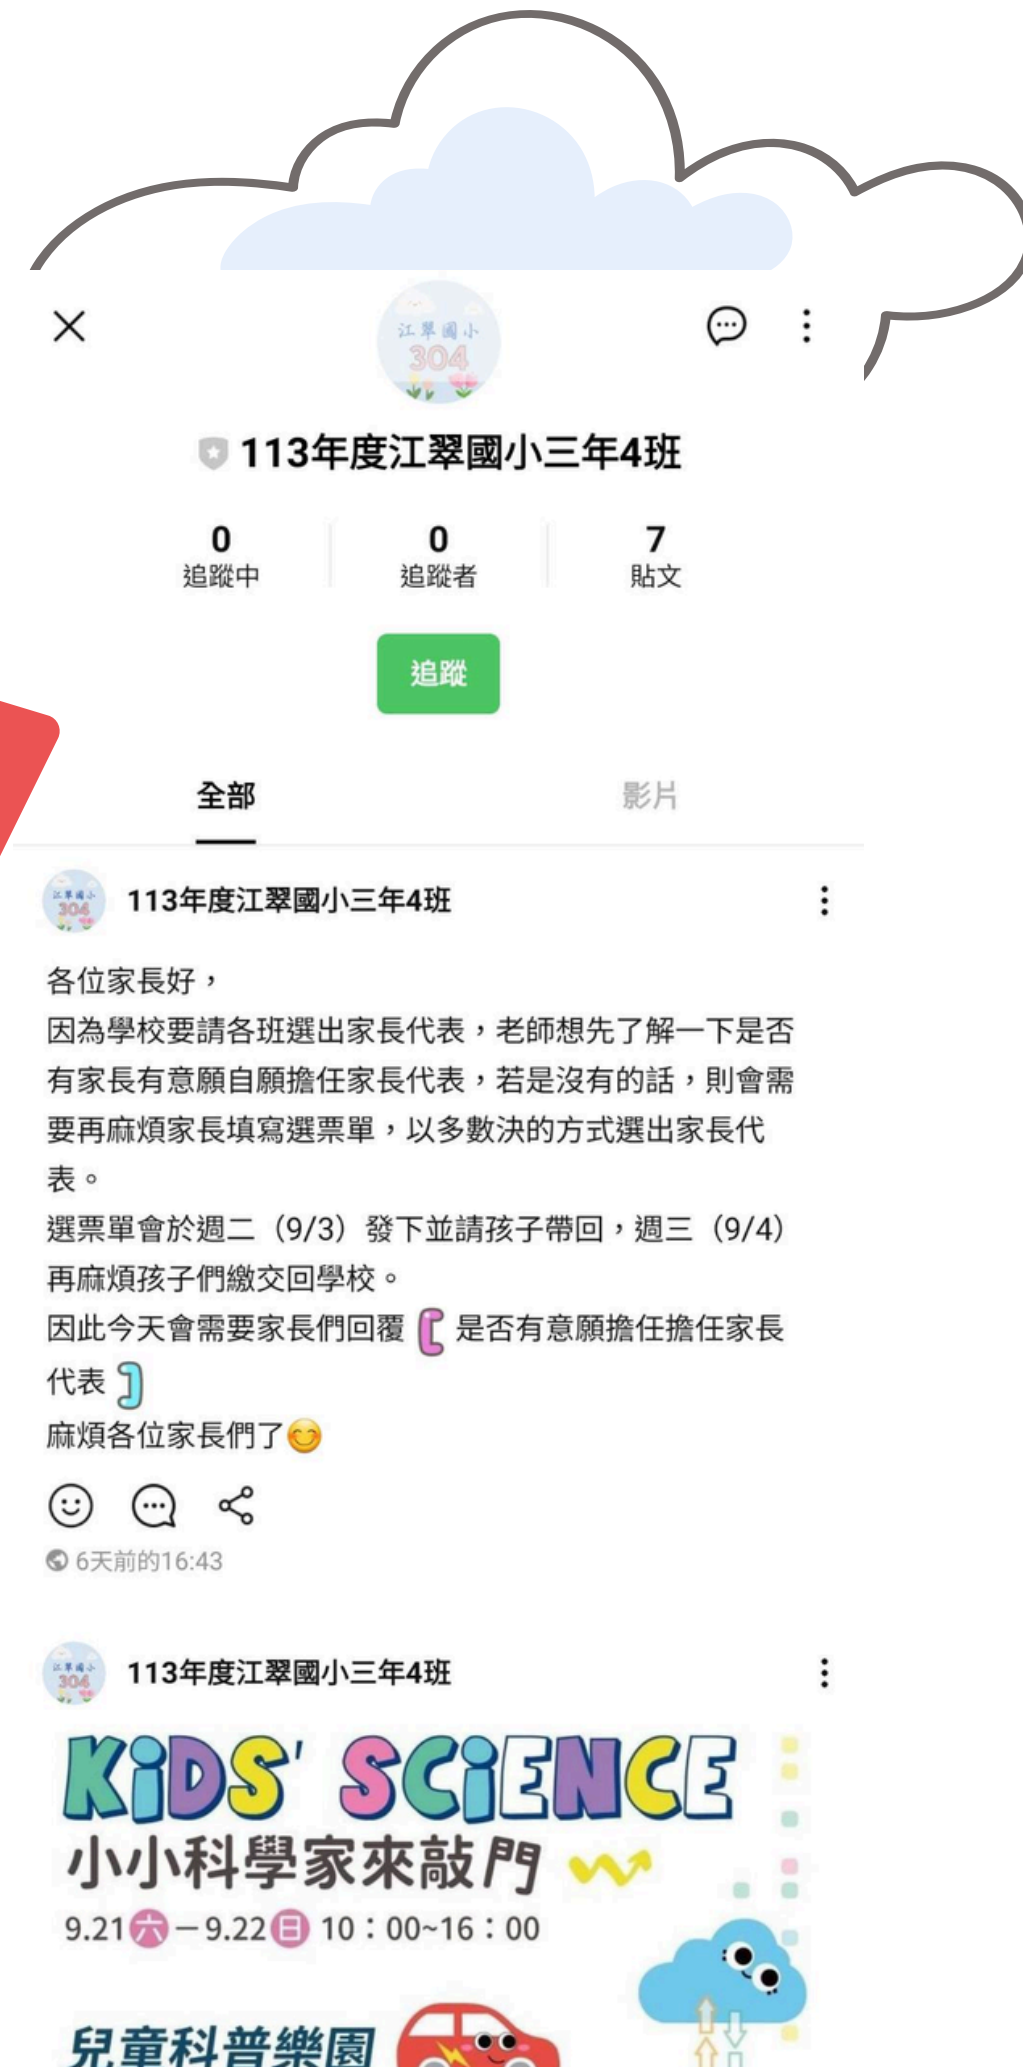 江翠國小
304
113年度江翠國小三年4班
0
追蹤中
0
追蹤者
7
貼文
追蹤
全部
影片
江翠國小
304
113年度江翠國小三年4班
各位家長好，
因為學校要請各班選出家長代表，老師想先了解一下是否
有家長有意願自願擔任家長代表，若是沒有的話，則會需
要再麻煩家長填寫選票單，以多數決的方式選出家長代
表。
選票單會於週二（9/3）發下並請孩子帶回，週三（9/4）
再麻煩孩子們繳交回學校。
因此今天會需要家長們回覆 [ 是否有意願擔任擔任家長
代表 ]
麻煩各位家長們了😊
6天前的16:43
江翠國小
304
113年度江翠國小三年4班
KiDS' SCiENCE
小小科學家來敲門
9.21六－9.22日 10：00~16：00
兒童科普樂園